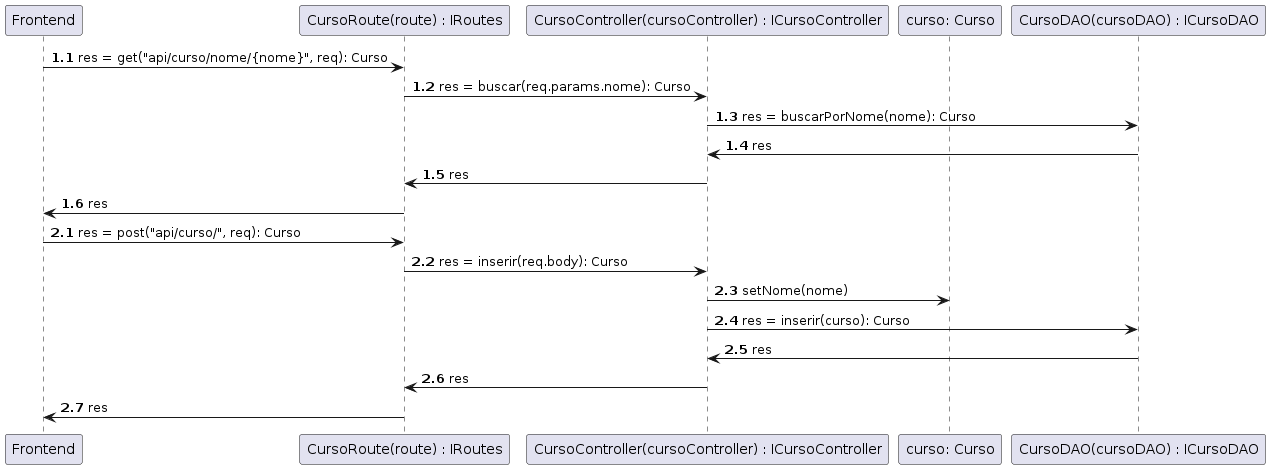 Frontend
CursoRoute(route) : IRoutes
CursoController(cursoController) : ICursoController
curso: Curso
CursoDAO(cursoDAO) : ICursoDAO
1.1 res = get("api/curso/nome/{nome}", req): Curso
1.2 res = buscar(req.params.nome): Curso
1.3 res = buscarPorNome(nome): Curso
1.4 res
1.5 res
1.6 res
2.1 res = post("api/curso/", req): Curso
2.2 res = inserir(req.body): Curso
2.3 setNome(nome)
2.4 res = inserir(curso): Curso
2.5 res
2.6 res
2.7 res
Frontend
CursoRoute(route) : IRoutes
CursoController(cursoController) : ICursoController
curso: Curso
CursoDAO(cursoDAO) : ICursoDAO